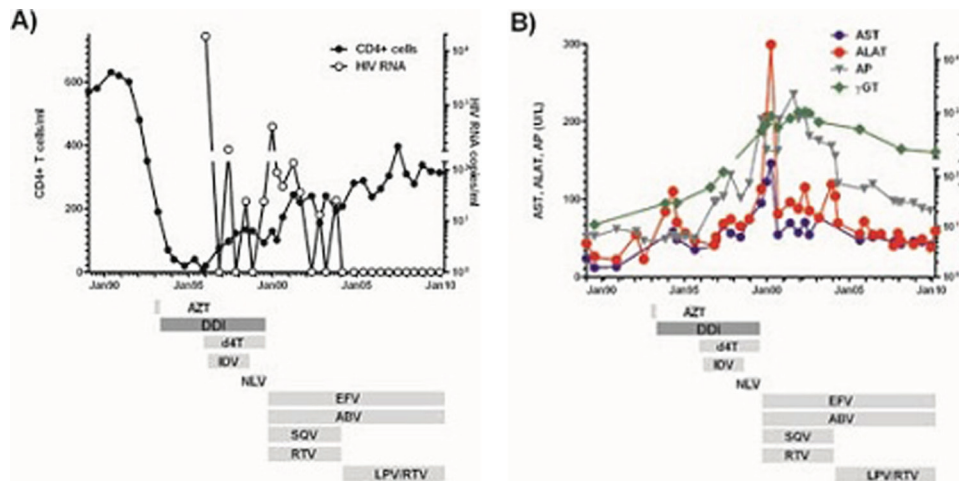 A)
CD4+ cells
HIV RNA
CD4+ T cells/ml
600
400
200
0
HIV RNA copies/ml
Jan90 Jan95 Jan00 Jan05 Jan10
AZT
DDI
d4T
IDV
NLV
EFV
ABV
SQV
RTV
LPV/RTV
B)
AST
ALAT
AP
γGT
AST, ALAT, AP (U/L)
300
200
100
0
Jan90 Jan95 Jan00 Jan05 Jan10
AZT
DDI
d4T
IDV
NLV
EFV
ABV
SQV
RTV
LPV/RTV